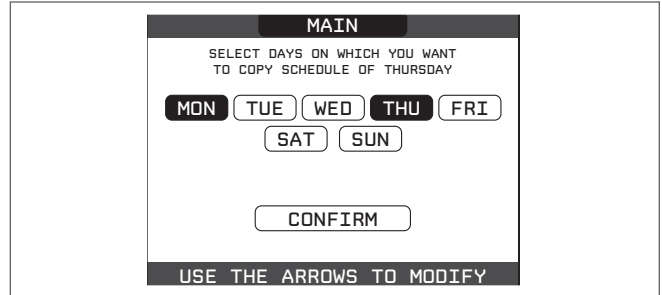 MAIN
SELECT DAYS ON WHICH YOU WANT
TO COPY SCHEDULE OF THURSDAY
MON TUE WED THU FRI
SAT SUN
CONFIRM
USE THE ARROWS TO MODIFY